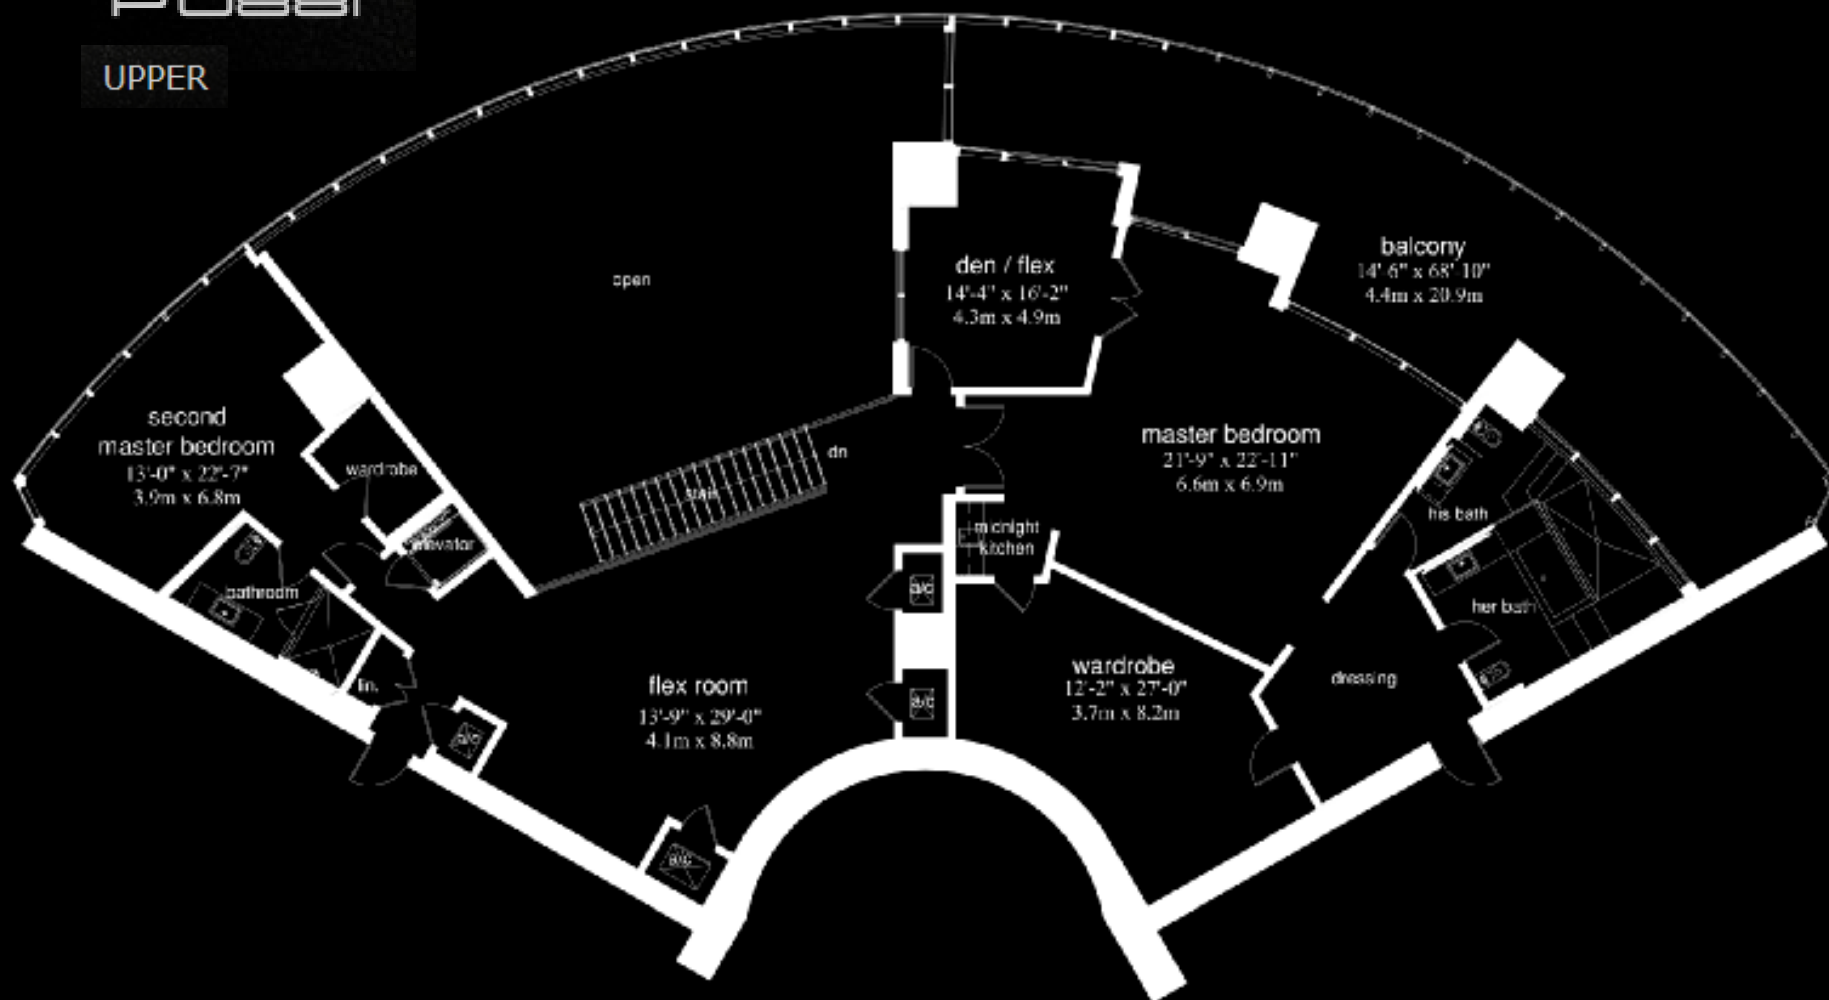 UPPER
open
den / flex
14'-4" x 16'-2"
4.3m x 4.9m
balcony
14'-6" x 68'-10"
4.4m x 20.9m
second
master bedroom
13'-0" x 22'-7"
3.9m x 6.8m
wardrobe
elevator
bathroom
lin.
a/c
stair
dn
master bedroom
21'-9" x 22'-11"
6.6m x 6.9m
midnight
kitchen
a/c
a/c
flex room
13'-9" x 29'-0"
4.1m x 8.8m
a/c
wardrobe
12'-2" x 27'-0"
3.7m x 8.2m
dressing
his bath
her bath